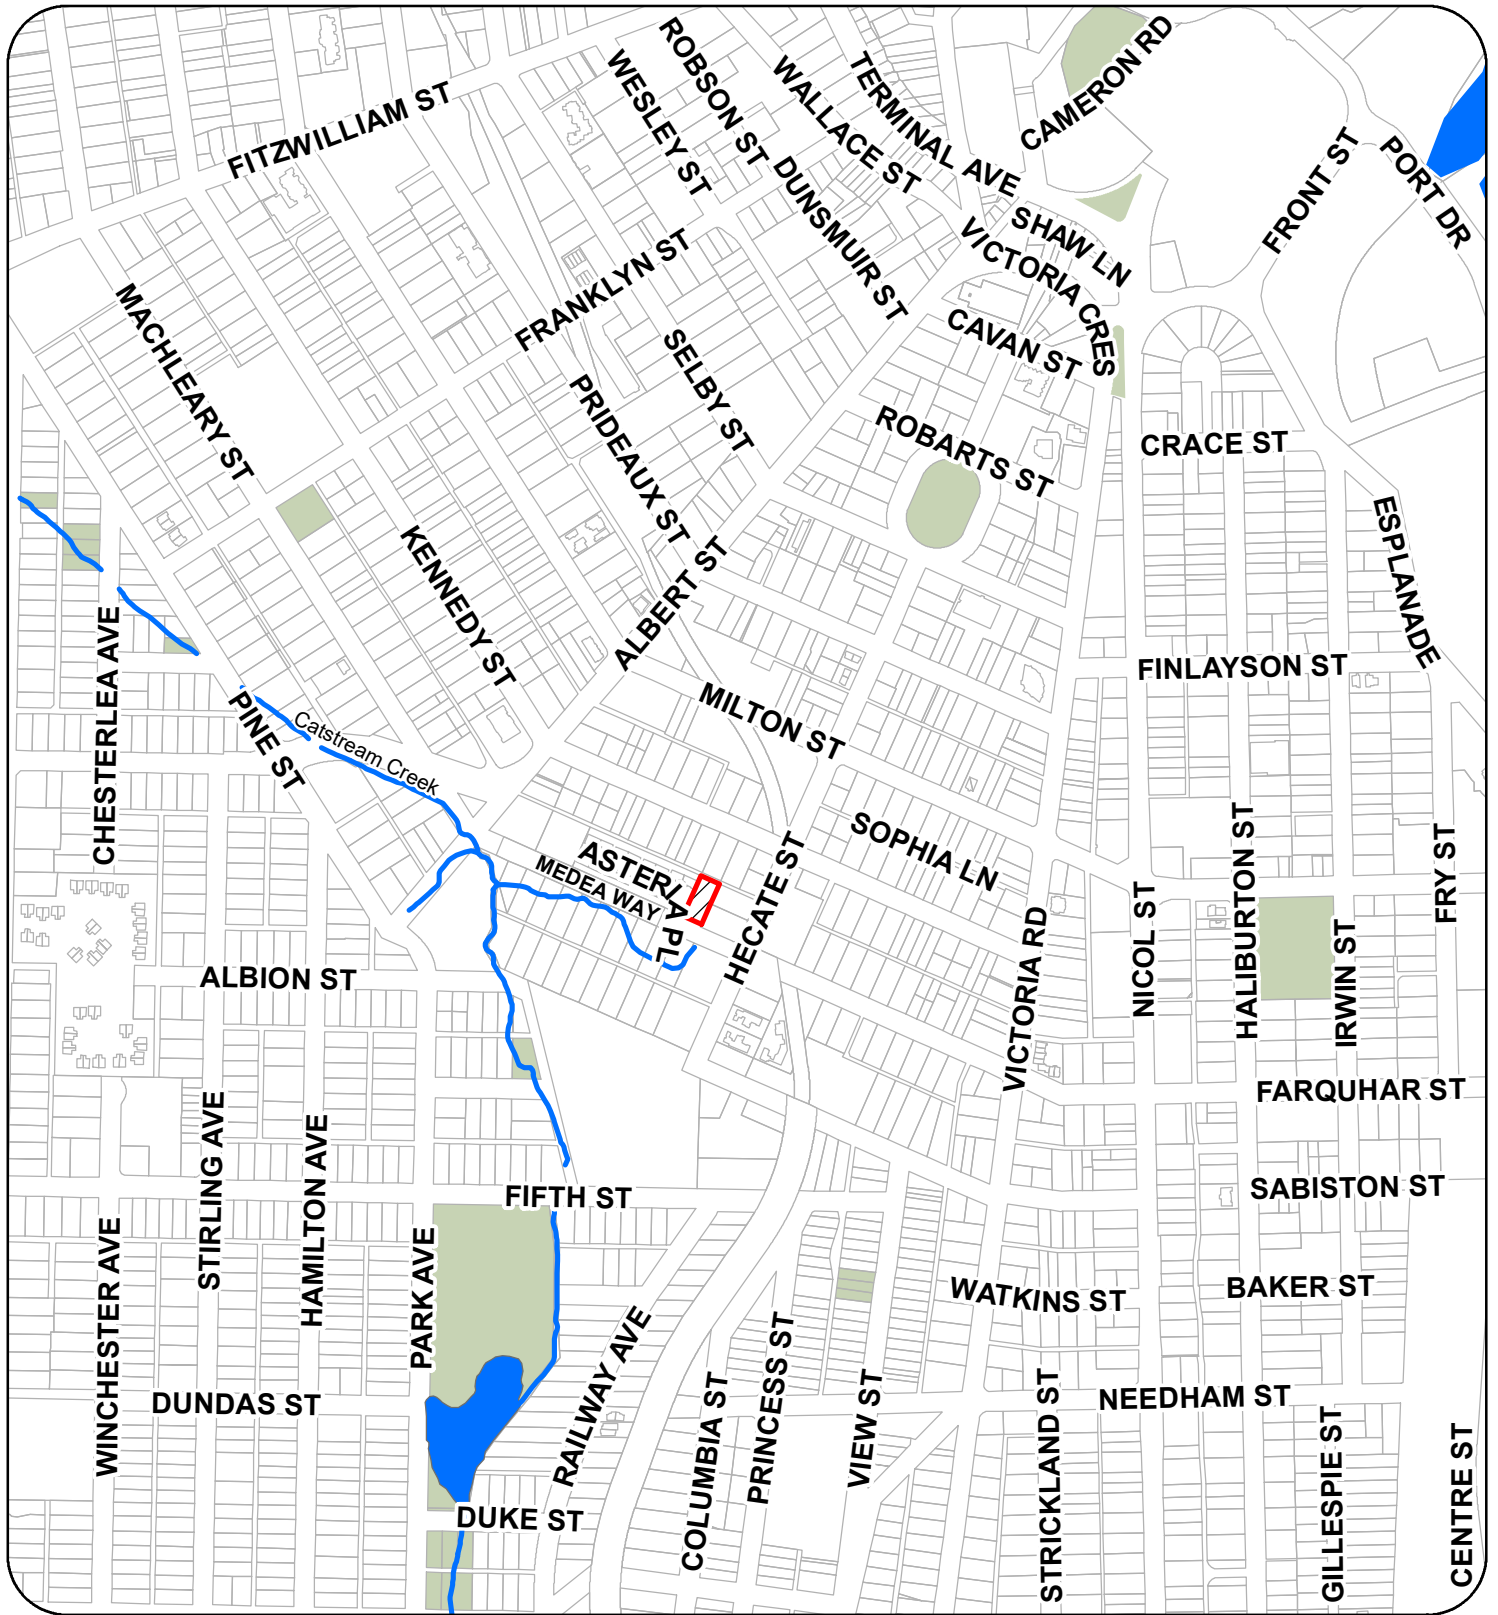 ROBSON ST
WESLEY ST
WALLACE ST
TERMINAL AVE
CAMERON RD
FITZWILLIAM ST
FRONT ST
PORT DR
DUNSMUIR ST
SHAW LN
VICTORIA CRES
FRANKLYN ST
MACHLEARY ST
CAVAN ST
SELBY ST
PRIDEAUX ST
ROBARTS ST
CRACE ST
ESPLANADE
KENNEDY ST
ALBERT ST
CHESTERLEA AVE
FINLAYSON ST
PINE ST
Catstream Creek
MILTON ST
SOPHIA LN
ASTERIA PL
MEDEA WAY
HECATE ST
HALIBURTON ST
FRY ST
NICOL ST
VICTORIA RD
IRWIN ST
ALBION ST
FARQUHAR ST
STIRLING AVE
HAMILTON AVE
FIFTH ST
SABISTON ST
WINCHESTER AVE
PARK AVE
WATKINS ST
BAKER ST
RAILWAY AVE
PRINCESS ST
COLUMBIA ST
VIEW ST
DUNDAS ST
NEEDHAM ST
STRICKLAND ST
GILLESPIE ST
CENTRE ST
DUKE ST